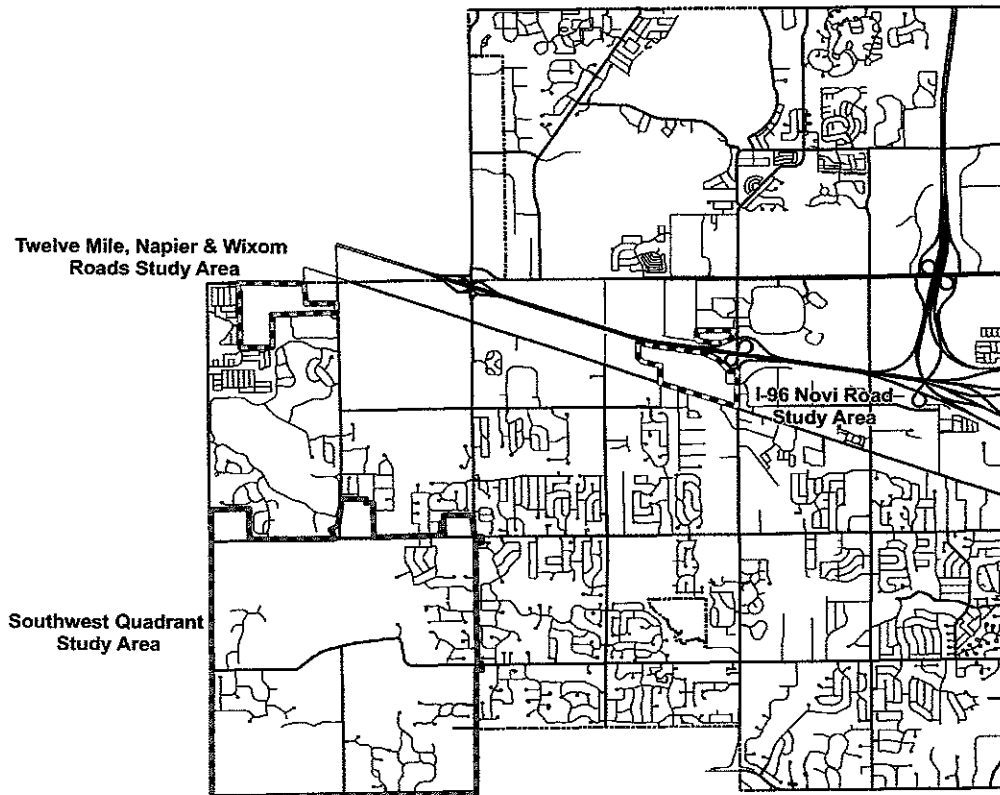 Twelve Mile, Napier & Wixom
Roads Study Area
I-96 Novi Road
Study Area
Southwest Quadrant
Study Area